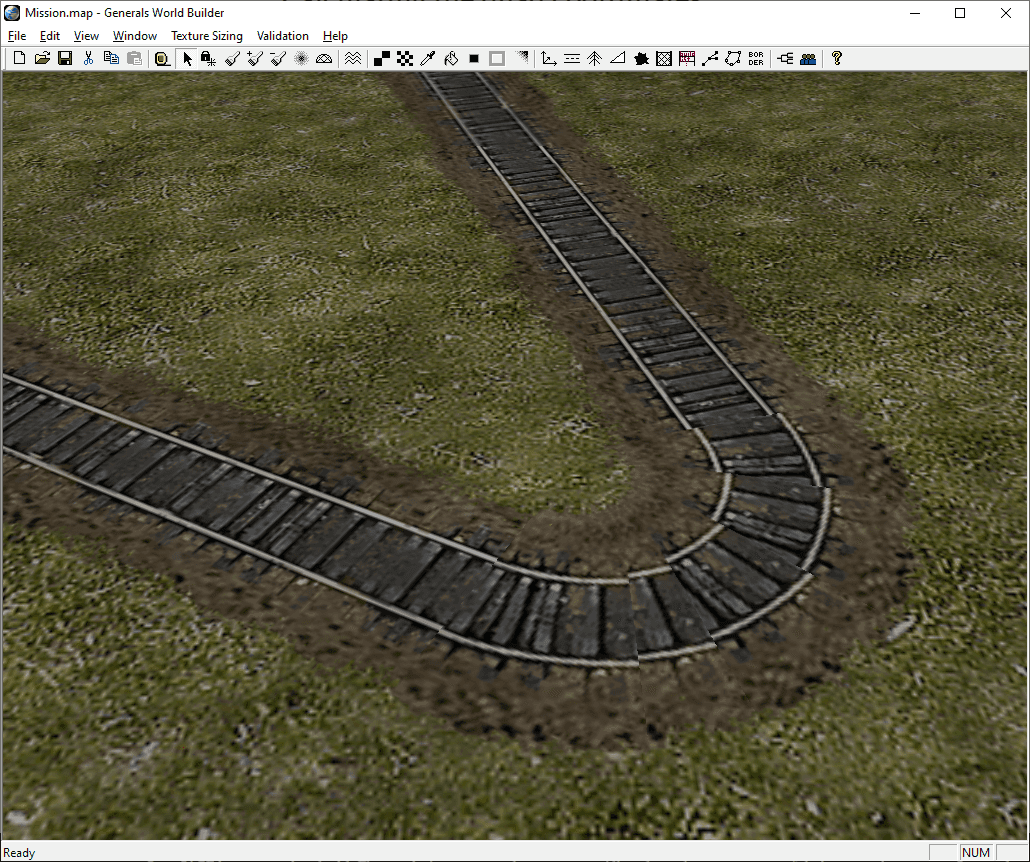 Mission.map - Generals World Builder
File Edit View Window Texture Sizing Validation Help
BOR
DER
Ready
NUM